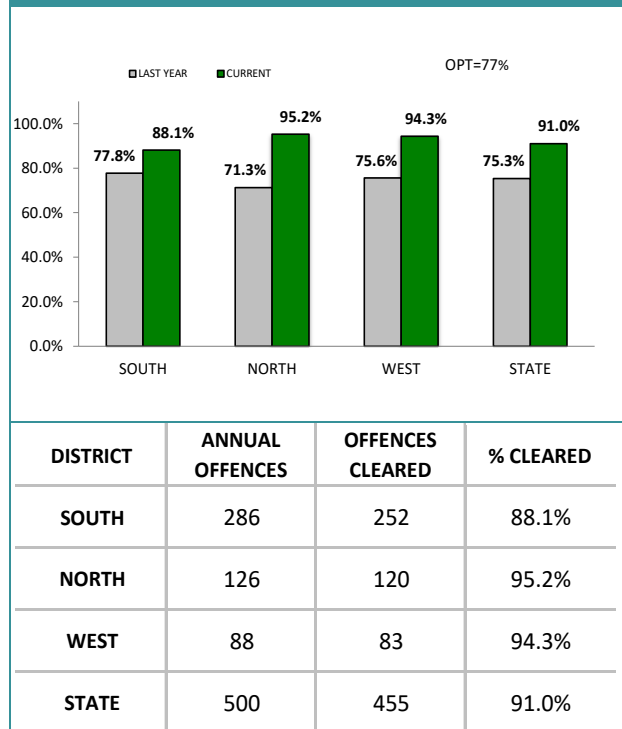 LAST YEAR CURRENT OPT=77%
100.0%
80.0%
60.0%
40.0%
20.0%
0.0%
77.8% 88.1% 71.3% 95.2% 75.6% 94.3% 75.3% 91.0%
SOUTH NORTH WEST STATE
DISTRICT ANNUAL OFFENCES OFFENCES CLEARED % CLEARED
SOUTH 286 252 88.1%
NORTH 126 120 95.2%
WEST 88 83 94.3%
STATE 500 455 91.0%